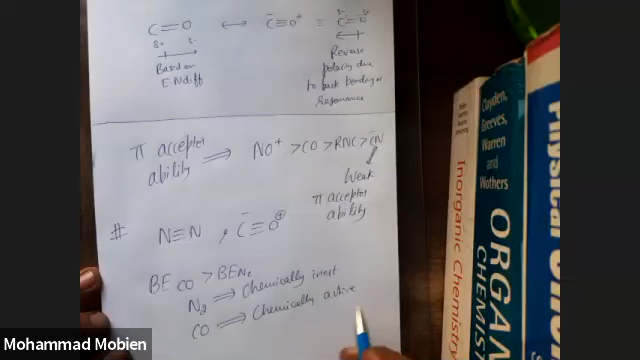 C=O ↔ C̄≡O⁺ ≡ C̄≡O⁺
δ+ δ-
δ- δ+
Based on
E.N diff
Reverse
polarity due
to back bonding or
resonance
π acceptor
ability ⇒ NO⁺ >CO >RNC >C̄N
Weak
π acceptor
ability
# N≡N , C̄≡O⊕
BE CO > BE N₂
N₂ ⇒ Chemically inert
CO ⇒ Chemically active
Inorganic Chemistry
Clayden,
Greeves,
Warren
and
Wothers
ORGANIC
CHEMISTRY
Physical
Mohammad Mobien